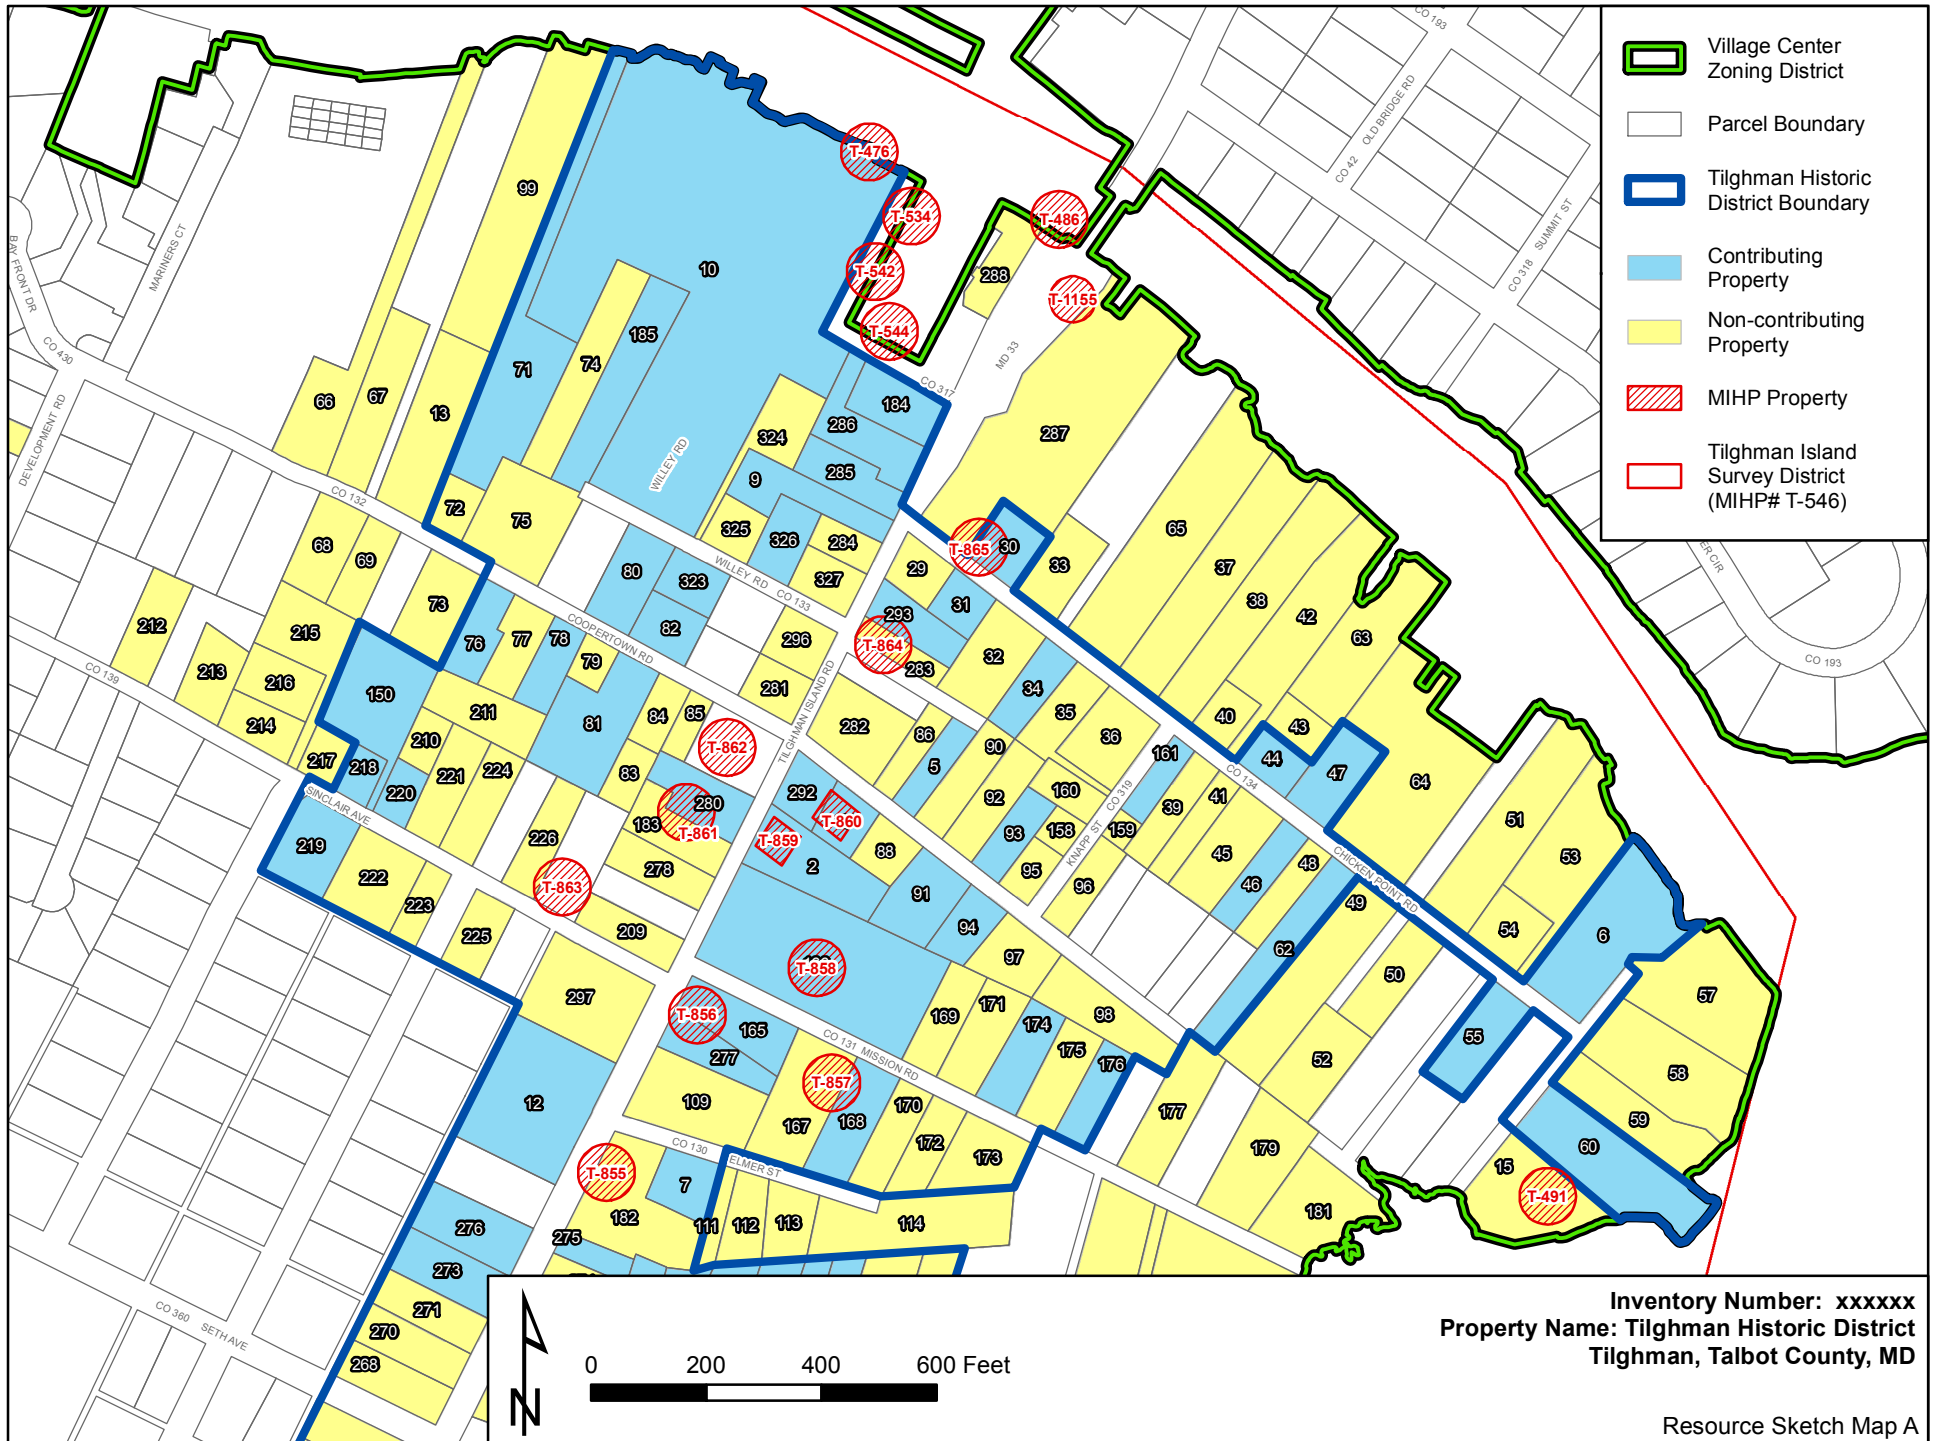 Village Center
Zoning District
Parcel Boundary
Tilghman Historic
District Boundary
Contributing
Property
Non-contributing
Property
MIHP Property
Tilghman Island
Survey District
(MIHP# T-546)
CO 193
OLD BRIDGE RD
CO 42
SUMMIT ST
CO 318
ER CIR
CO 193
MARINERS CT
BAY FRONT DR
CO 430
DEVELOPMENT RD
CO 132
CO 139
WILLEY RD
WILLEY RD CO 133
COOPERTOWN RD
TILGHMAN ISLAND RD
SINCLAIR AVE
CO 317
MD 33
CO 134
CHICKEN POINT RD
KNAPP ST
CO 319
CO 131 MISSION RD
CO 130
ELMER ST
CO 360
SETH AVE
T-476
T-534
T-542
T-544
T-486
T-1155
T-865
T-864
T-862
T-861
T-860
T-859
T-863
T-858
T-856
T-857
T-855
T-491
99
10
288
185
74
71
66
67
13
184
286
324
285
9
287
72
75
325
326
284
327
29
30
33
65
37
38
42
63
68
69
80
323
82
31
293
283
32
296
281
212
73
76
77
78
79
215
213
216
214
150
211
81
84
85
282
86
34
35
36
40
43
44
47
64
217
218
220
210
221
224
83
280
183
278
292
5
90
92
160
161
39
41
51
53
219
222
223
226
225
209
2
88
91
93
158
159
95
96
45
46
48
49
54
6
94
97
62
50
57
297
165
277
169
171
174
175
98
176
52
55
58
59
60
12
109
167
168
170
172
173
177
179
15
181
7
182
111
112
113
114
276
275
273
271
270
268
0
200
400
600 Feet
N
Inventory Number: xxxxxx
Property Name: Tilghman Historic District
Tilghman, Talbot County, MD
Resource Sketch Map A